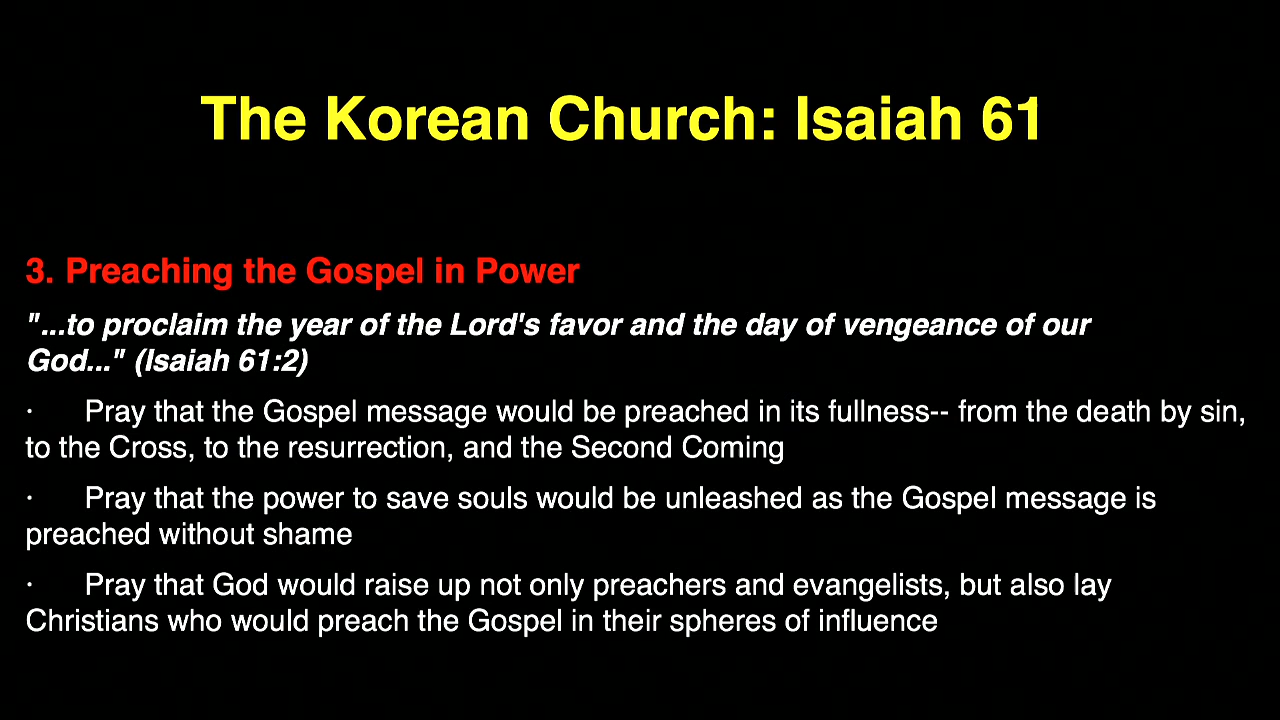 The Korean Church: Isaiah 61
3. Preaching the Gospel in Power
"...to proclaim the year of the Lord's favor and the day of vengeance of our
God..." (Isaiah 61:2)
· Pray that the Gospel message would be preached in its fullness-- from the death by sin,
to the Cross, to the resurrection, and the Second Coming
· Pray that the power to save souls would be unleashed as the Gospel message is
preached without shame
· Pray that God would raise up not only preachers and evangelists, but also lay
Christians who would preach the Gospel in their spheres of influence